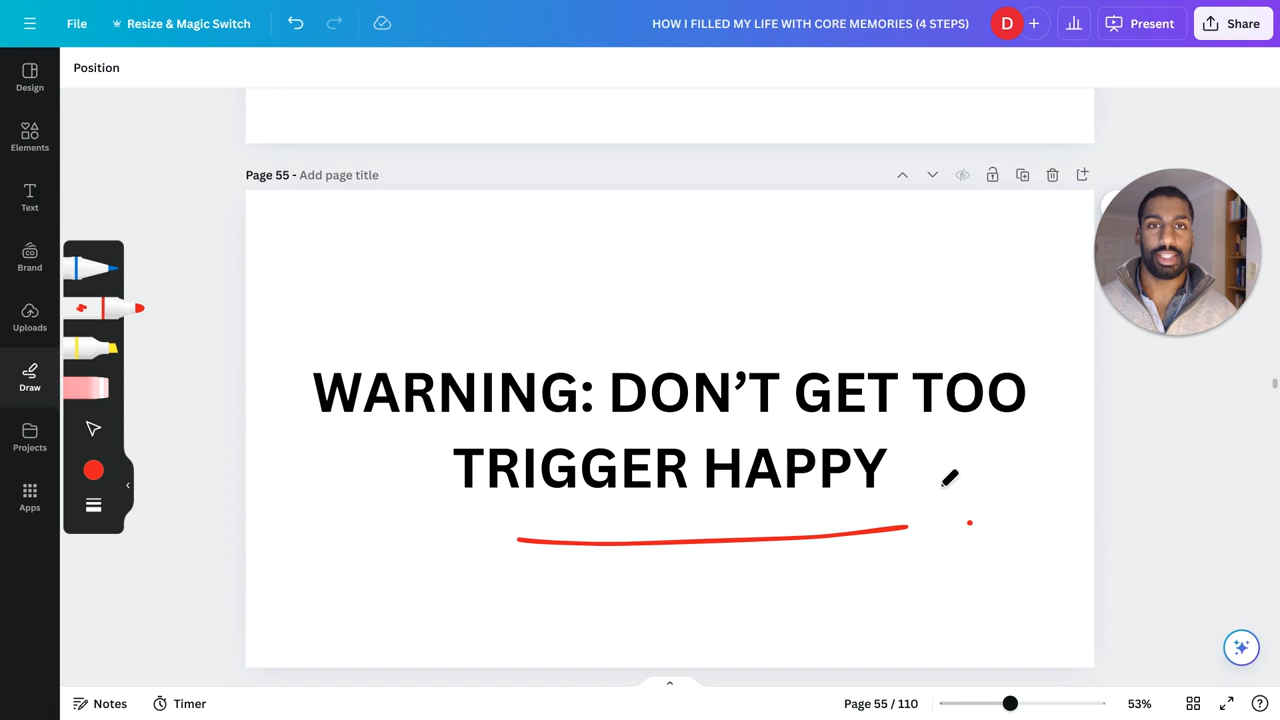 File
Resize & Magic Switch
HOW I FILLED MY LIFE WITH CORE MEMORIES (4 STEPS)
D
Present
Share
Position
Design
Elements
Text
Brand
Uploads
Draw
Projects
Apps
Page 55 - Add page title
WARNING: DON’T GET TOO
TRIGGER HAPPY
Notes
Timer
Page 55 / 110
53%